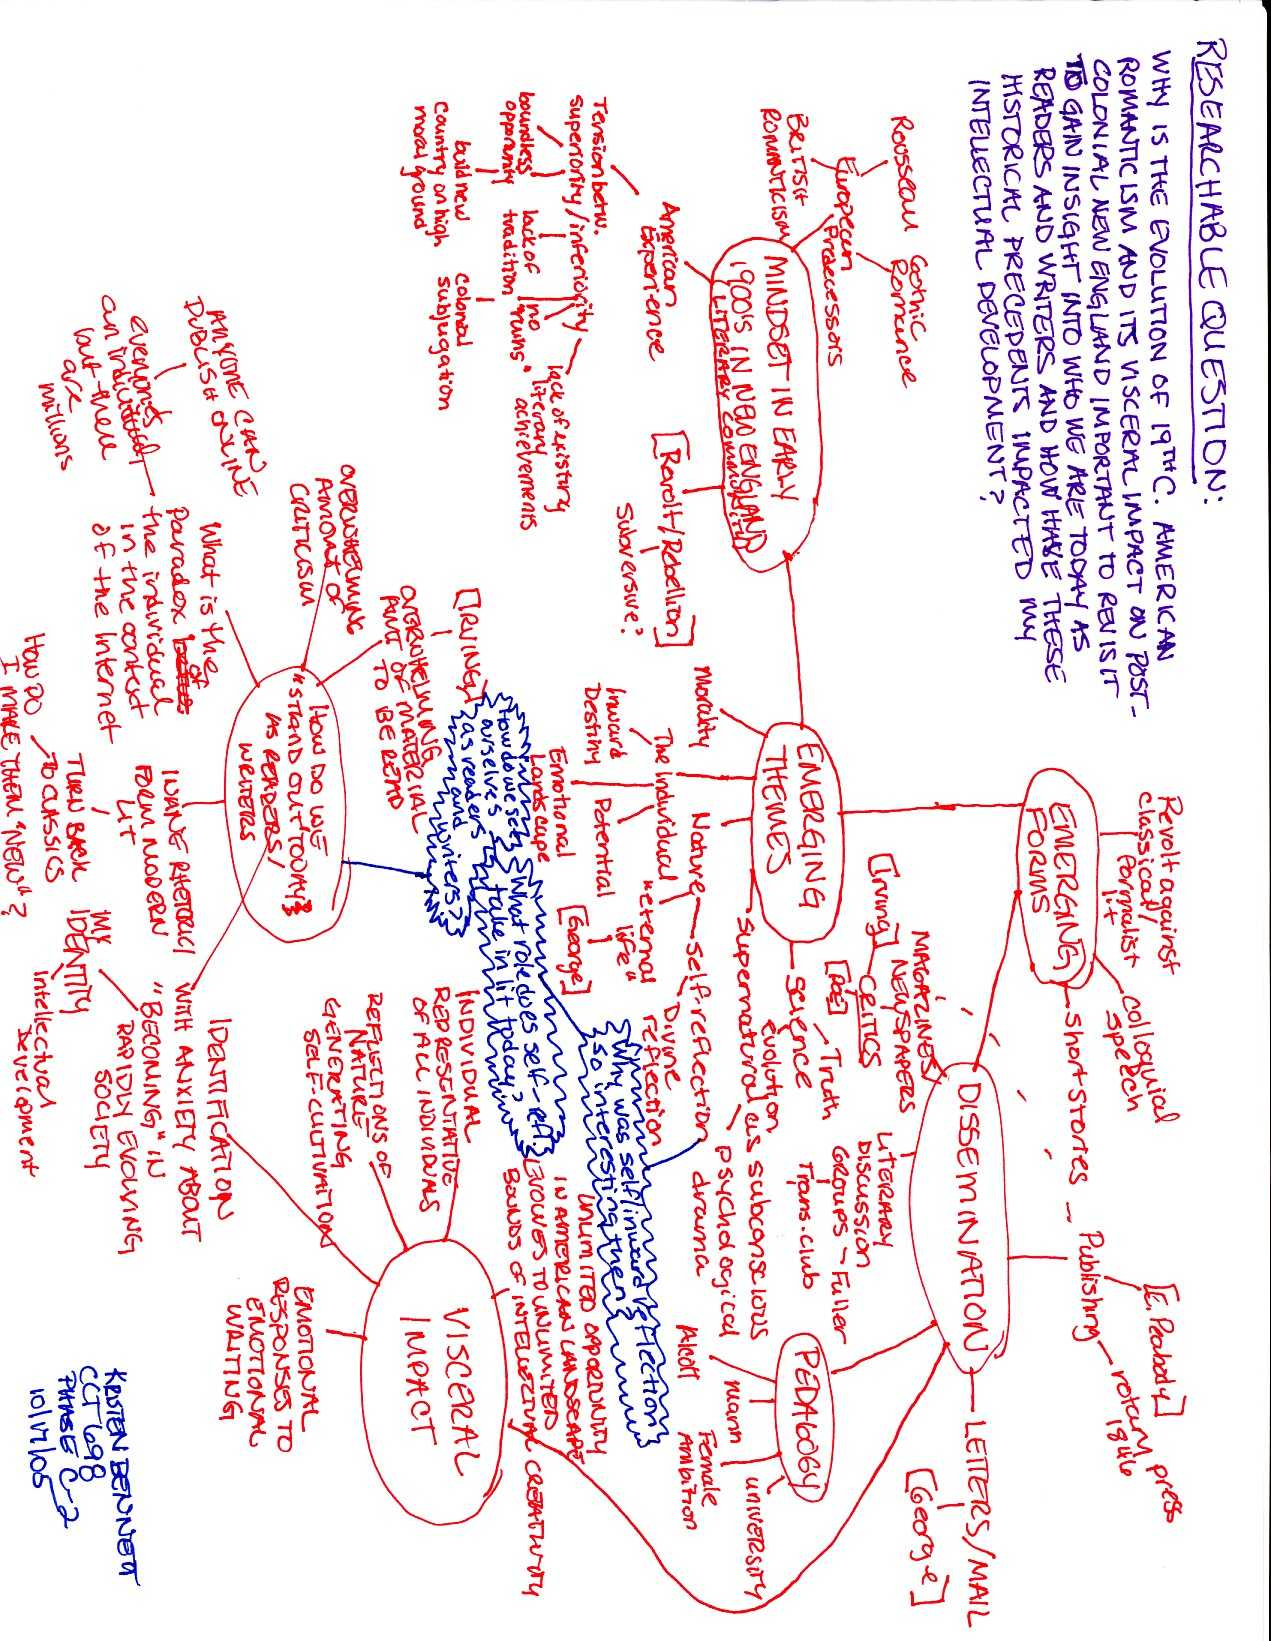 RESEARCHABLE QUESTION:
WHY IS THE EVOLUTION OF 19TH C. AMERICAN
ROMANTICISM AND ITS VISCERAL IMPACT ON POST-
COLONIAL NEW ENGLAND IMPORTANT TO REVISIT
TO GAIN INSIGHT INTO WHO WE ARE TODAY AS
READERS AND WRITERS AND HOW HAVE THESE
HISTORICAL PRECEDENTS IMPACTED MY
INTELLECTUAL DEVELOPMENT?
Rousseau
Gothic
Romance
European
Predecessors
BRITISH
ROMANTICISM
MINDSET IN EARLY
1900'S IN NEW ENGLAND
(LITERARY COMMUNITY)
American
Experience
Tension betw.
superiority/inferiority
boundless
opportunity
lack of
tradition
no
"ruins"
lack of existing
literary
achievements
build new
country on high
moral ground
colonial
subjugation
[Revolt/Rebellion]
Subversive?
EMERGING
THEMES
Morality
The Individual
Inward
Destiny
Emotional
Landscape
Potential
Nature
"eternal
life"
[George]
self-reflection
Divine
reflection
Supernatural as subconscious
psychological
drama
Science
Truth
evolution
EMERGING
FORMS
Revolt against
classical/
formalist
lit
colloquial
speech
short stories
Publishing
[E. Peabody]
rotary press
1846
DISSEMINATION
MAGAZINES/
NEWSPAPERS
CRITICS
[Irving]
[POE]
LITERARY
DISCUSSION
GROUPS - Fuller
Trans. club
LETTERS/MAIL
[George]
PEDAGOGY
Alcott
Mann
Female
Ambition
UNIVERSITY
VISCERAL
IMPACT
UNLIMITED OPPORTUNITY
IN AMERICAN LANDSCAPE
EVOLVES TO UNLIMITED
BOUNDS OF INTELLECTUAL CREATIVITY
INDIVIDUAL
REPRESENTATIVE
OF ALL INDIVIDUALS
REFLECTIONS OF
NATURE
GENERATING
SELF-CULTIVATION
EMOTIONAL
RESPONSES TO
EMOTIONAL
WRITING
IDENTIFICATION
WITH ANXIETY ABOUT
"BECOMING" IN
RAPIDLY EVOLVING
SOCIETY
MY
IDENTITY
Intellectual
Development
Why was self/inward reflection
so interesting then?
What role does self-refl.
take in lit today?
How do we set
ourselves
as readers
and
writers?
HOW DO WE
"STAND OUT" TODAY
AS READERS/
WRITERS
[IRVING]
OVERWHELMING
AMT OF MATERIAL
TO BE READ
OVERWHELMING
AMOUNT OF
CRITICISM
What is the
paradox of
the individual
in the context
of the Internet
ANYONE CAN
PUBLISH ONLINE
everyone's
an individual
but there
are
millions
INANE RHETORIC/
FORM MODERN
LIT
TURN BACK
TO CLASSICS
How DO
I MAKE THEM "NEW"?
KRISTEN BENNETT
CCT 698
PHASE C-2
10/17/05